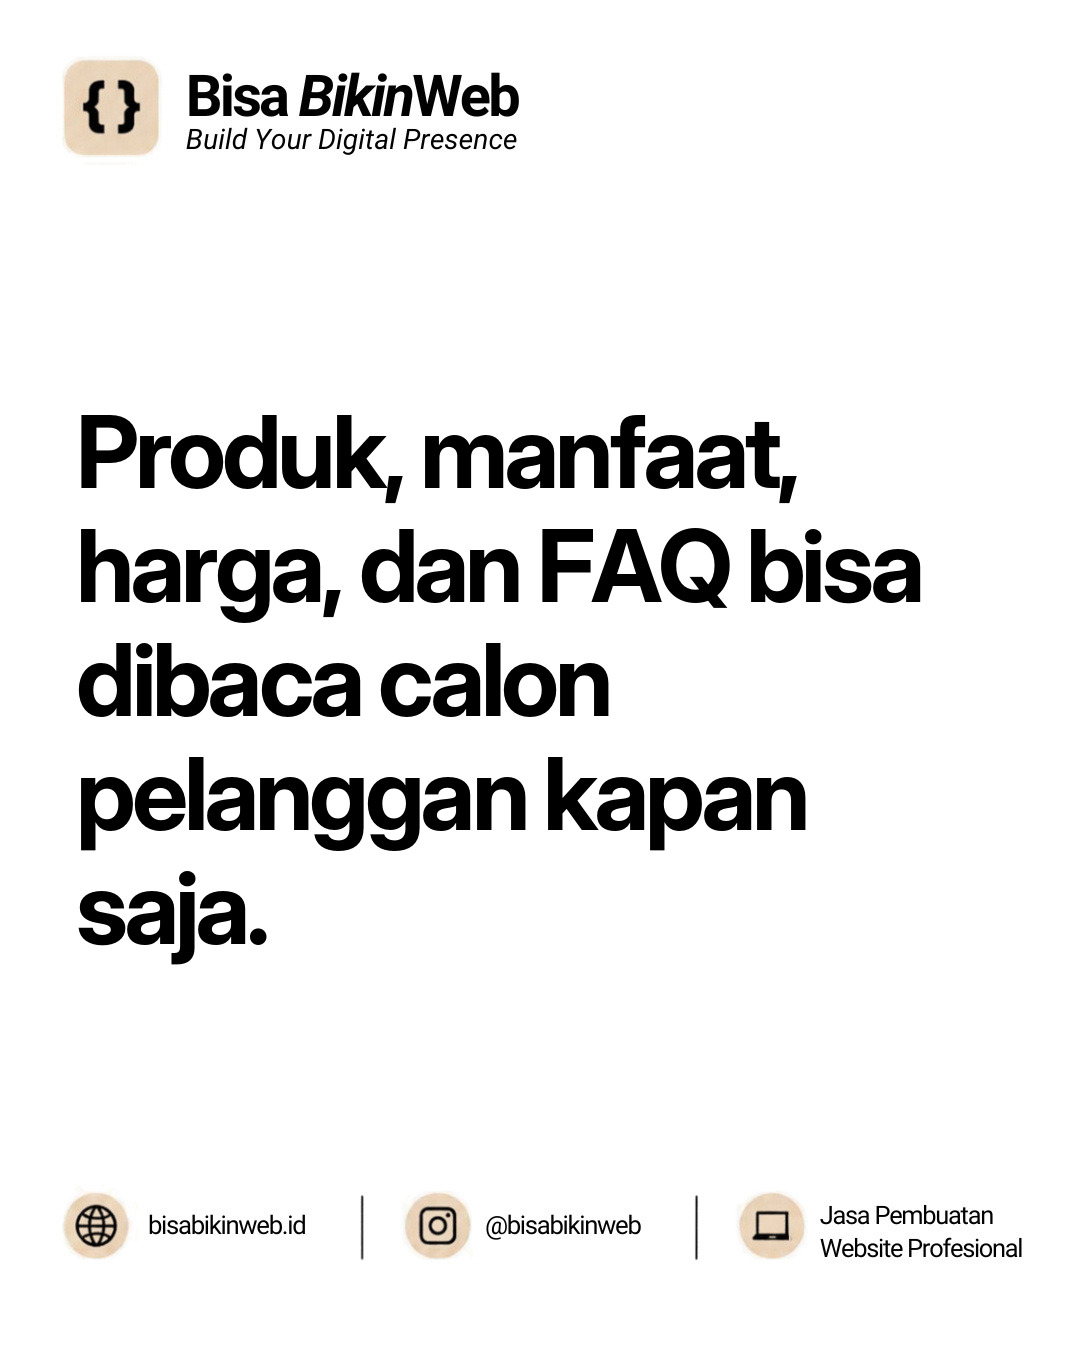 { }
Bisa BikinWeb
Build Your Digital Presence
Produk, manfaat,
harga, dan FAQ bisa
dibaca calon
pelanggan kapan
saja.
bisabikinweb.id
@bisabikinweb
Jasa Pembuatan
Website Profesional